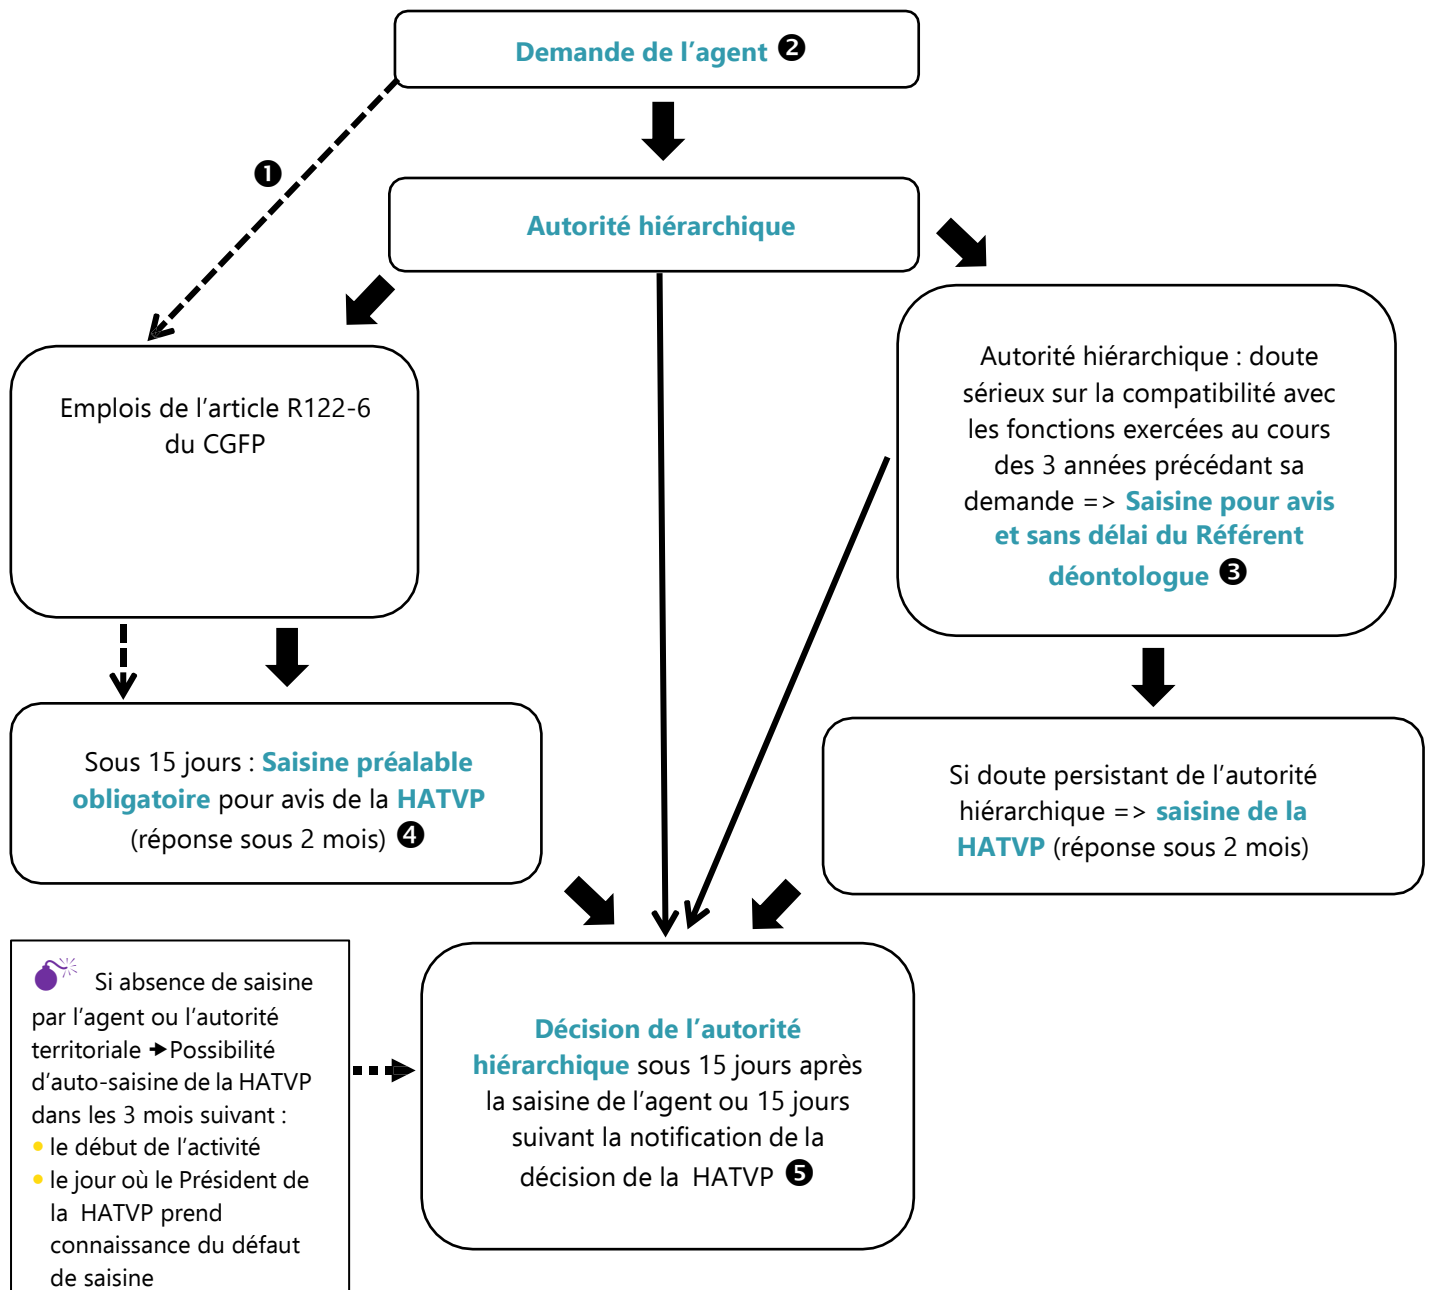 Demande de l'agent ❷
❶
Autorité hiérarchique
Emplois de l'article R122-6
du CGFP
Autorité hiérarchique : doute
sérieux sur la compatibilité avec
les fonctions exercées au cours
des 3 années précédant sa
demande => Saisine pour avis
et sans délai du Référent
déontologue ❸
Sous 15 jours : Saisine préalable
obligatoire pour avis de la HATVP
(réponse sous 2 mois) ❹
Si doute persistant de l'autorité
hiérarchique => saisine de la
HATVP (réponse sous 2 mois)
Si absence de saisine
par l'agent ou l'autorité
territoriale ➔Possibilité
d'auto-saisine de la HATVP
dans les 3 mois suivant :
• le début de l'activité
• le jour où le Président de
la HATVP prend
connaissance du défaut
de saisine
Décision de l'autorité
hiérarchique sous 15 jours après
la saisine de l'agent ou 15 jours
suivant la notification de la
décision de la HATVP ❺